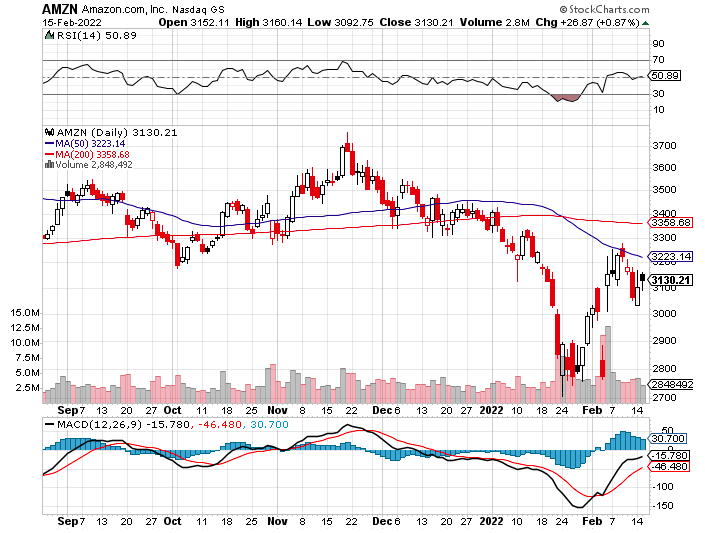 AMZN Amazon.com, Inc. Nasdaq GS © StockCharts.com
15-Feb-2022 Open 3152.11 High 3160.14 Low 3092.75 Close 3130.21 Volume 2.8M Chg +26.87 (+0.87%)
RSI(14) 50.89
90
70
50.89
30
10
AMZN (Daily) 3130.21
MA(50) 3223.14
MA(200) 3358.68
Volume 2,848,492
3700
3600
3500
3400
3358.68
3300
3223.14
3200
3130.21
3100
3000
2900
2800
2848492
2700
15.0M
12.5M
10.0M
7.5M
5.0M
2.5M
Sep 7 13 20 27 Oct 11 18 25 Nov 8 15 22 Dec 6 13 20 27 2022 10 18 24 Feb 7 14
MACD(12,26,9) -15.780, -46.480, 30.700
50
30.700
0
-15.780
-46.480
-100
-150
Sep 7 13 20 27 Oct 11 18 25 Nov 8 15 22 Dec 6 13 20 27 2022 10 18 24 Feb 7 14